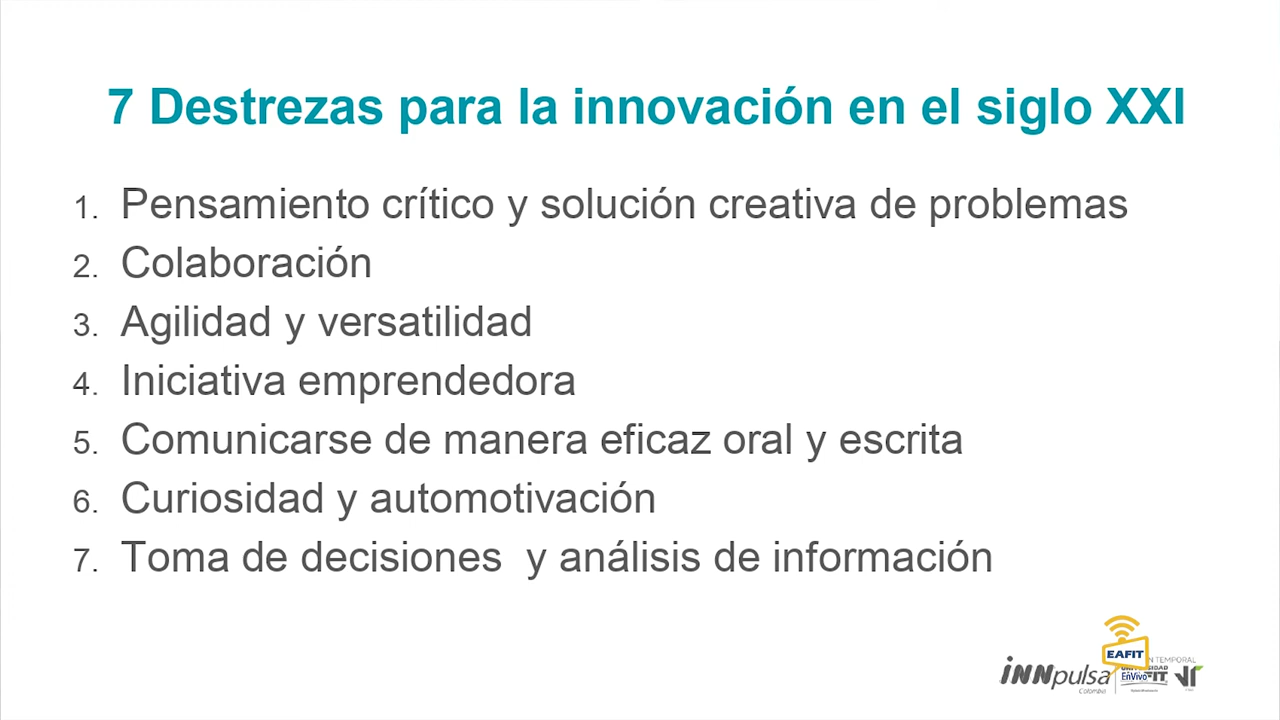 7 Destrezas para la innovación en el siglo XXI
1. Pensamiento crítico y solución creativa de problemas
2. Colaboración
3. Agilidad y versatilidad
4. Iniciativa emprendedora
5. Comunicarse de manera eficaz oral y escrita
6. Curiosidad y automotivación
7. Toma de decisiones  y análisis de información
EAFIT
N TEMPORAL
iNNpulsa
EnVivo
Colombia